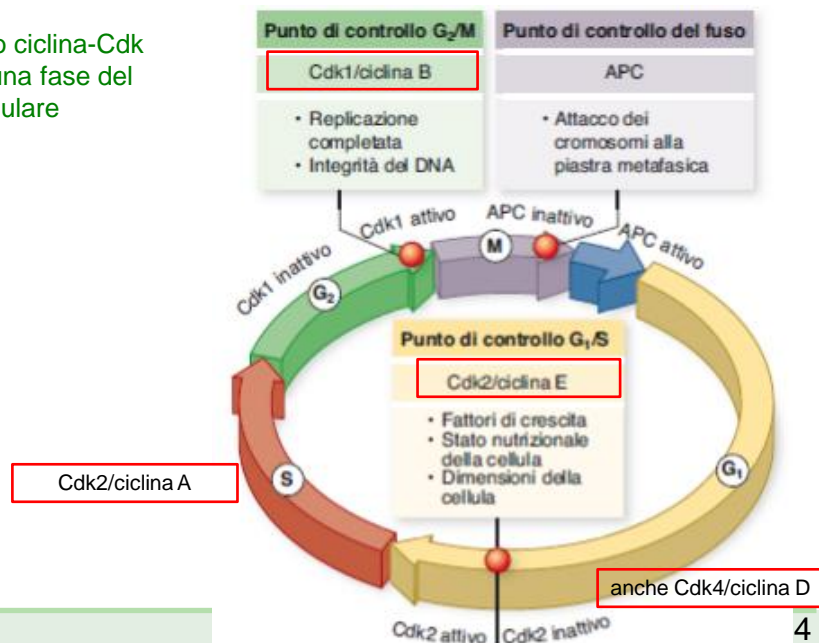 o ciclina-Cdk
una fase del
ulare
Punto di controllo G₂/M
Cdk1/ciclina B
• Replicazione
completata
• Integrità del DNA
Punto di controllo del fuso
APC
• Attacco dei
cromosomi alla
piastra metafasica
Cdk1 inattivo
Cdk1 attivo
APC inattivo
APC attivo
G₂
M
Punto di controllo G₁/S
Cdk2/ciclina E
• Fattori di crescita
• Stato nutrizionale
della cellula
• Dimensioni della
cellula
Cdk2/ciclina A
S
G₁
anche Cdk4/ciclina D
Cdk2 attivo
Cdk2 inattivo
4